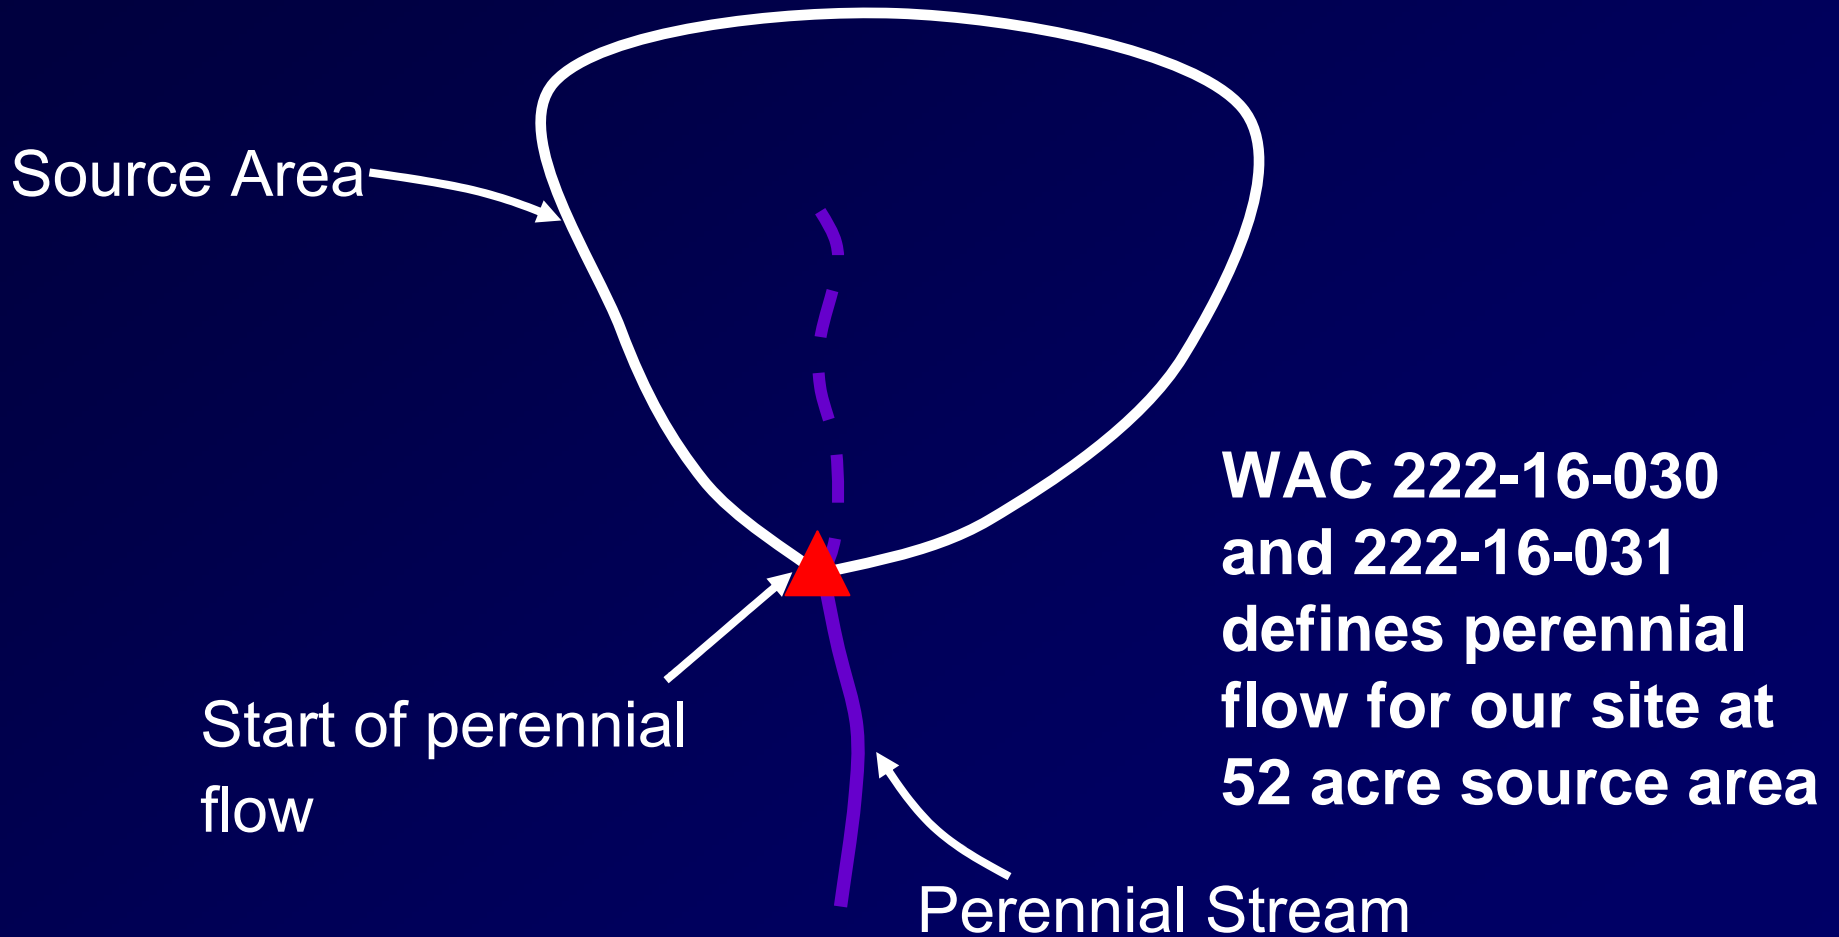 Source Area
WAC 222-16-030
and 222-16-031
defines perennial
flow for our site at
52 acre source area
Start of perennial
flow
Perennial Stream